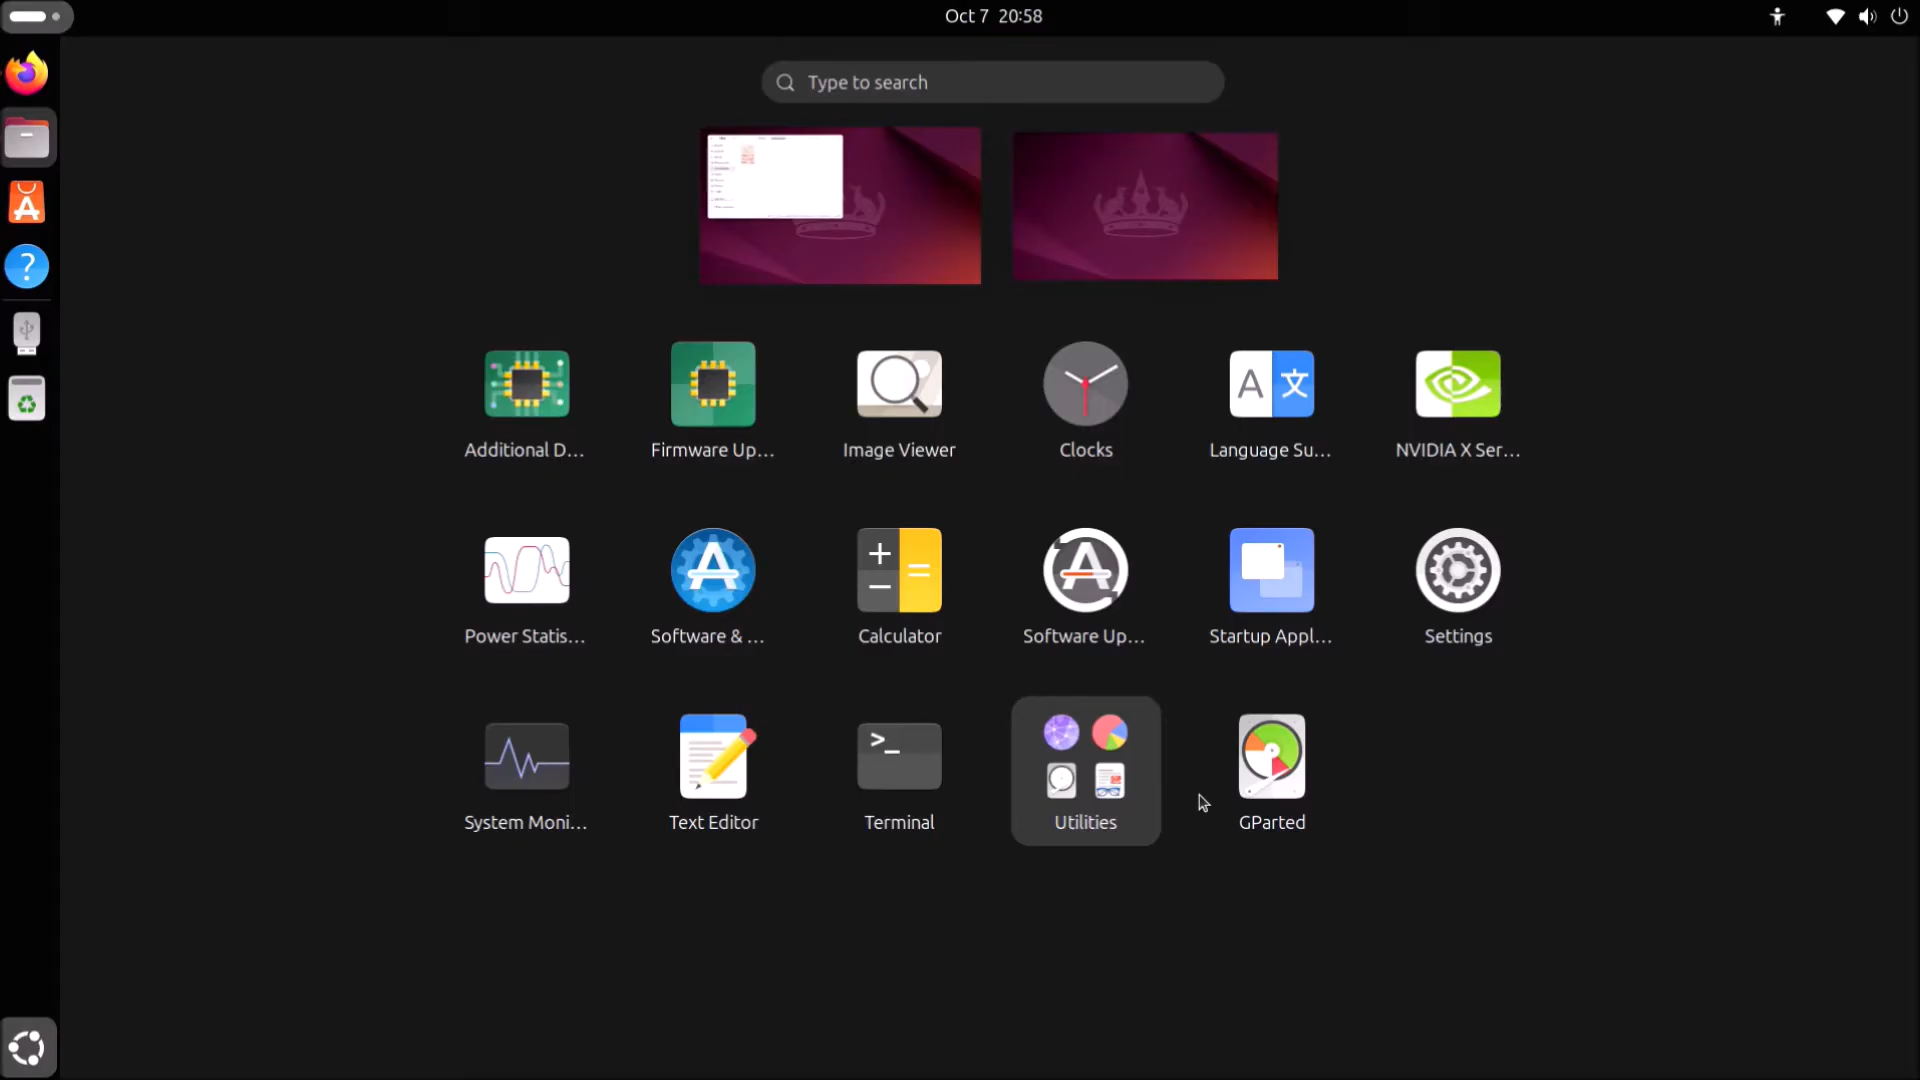 Oct 7 20:58
Type to search
Additional D...
Firmware Up...
Image Viewer
Clocks
Language Su...
NVIDIA X Ser...
Power Statis...
Software & ...
Calculator
Software Up...
Startup Appl...
Settings
System Moni...
Text Editor
Terminal
Utilities
GParted